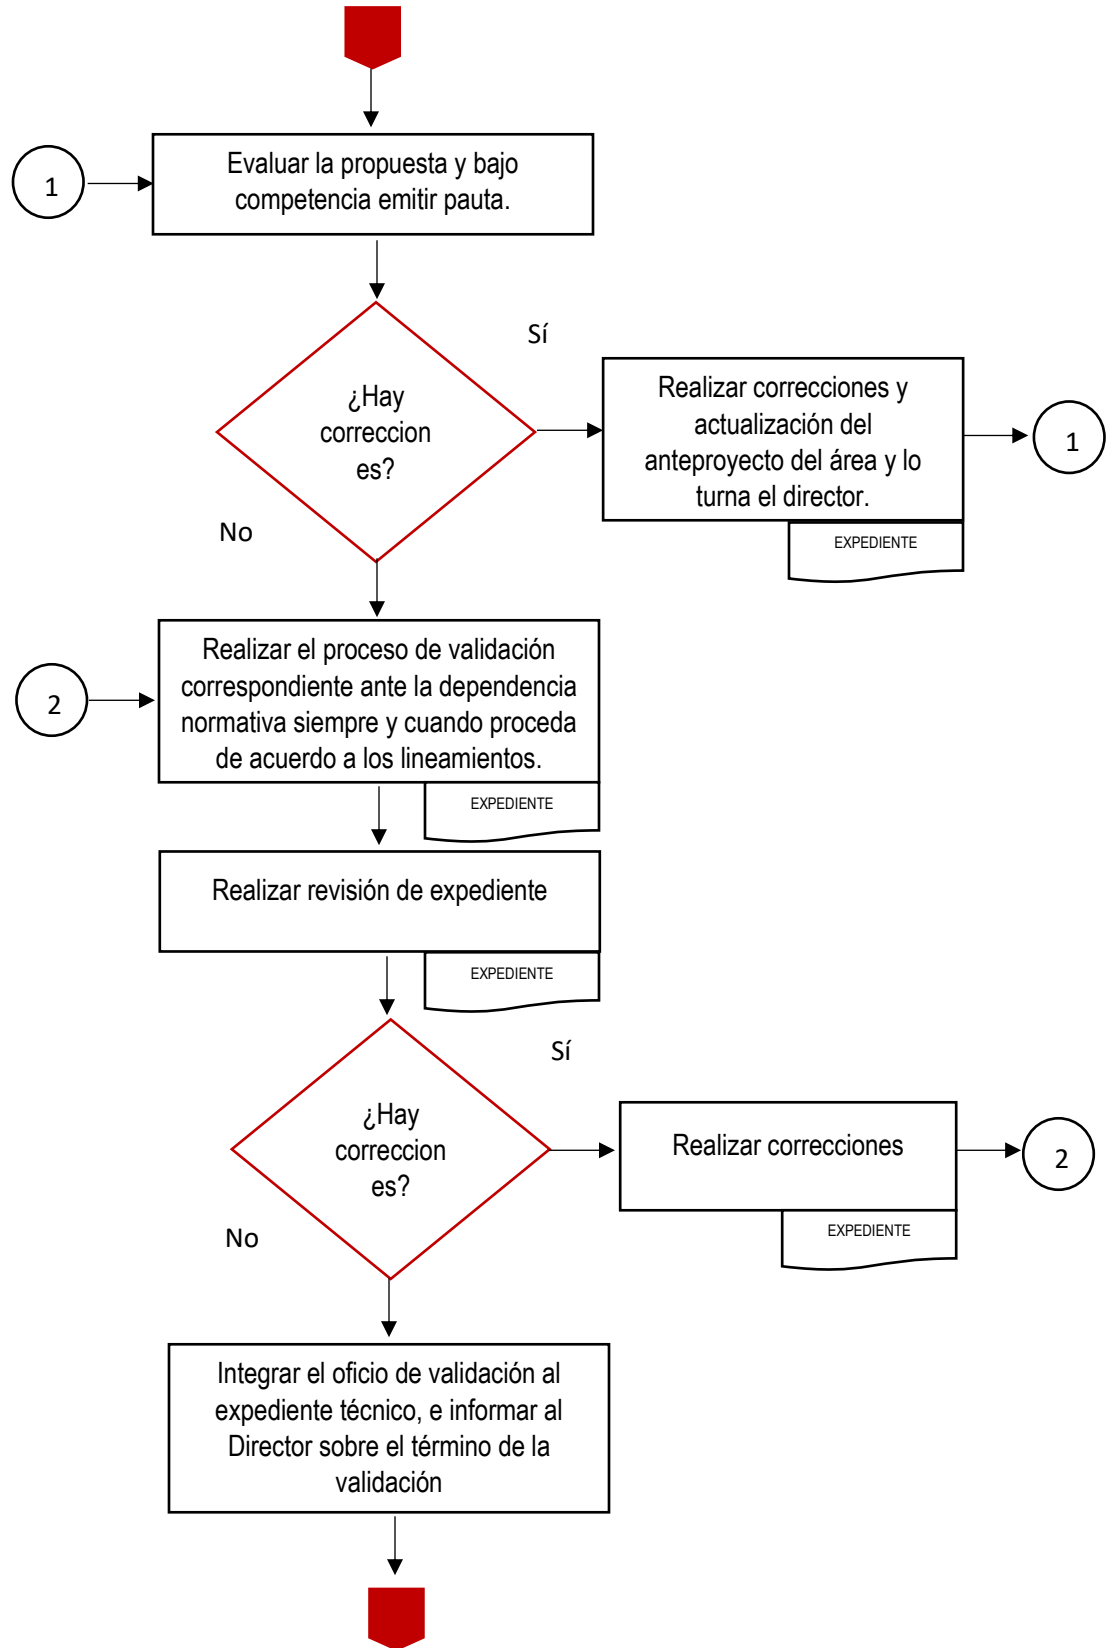 1
Evaluar la propuesta y bajo
competencia emitir pauta.
Sí
¿Hay
correccion
es?
Realizar correcciones y
actualización del
anteproyecto del área y lo
turna el director.
1
No
EXPEDIENTE
2
Realizar el proceso de validación
correspondiente ante la dependencia
normativa siempre y cuando proceda
de acuerdo a los lineamientos.
EXPEDIENTE
Realizar revisión de expediente
EXPEDIENTE
Sí
¿Hay
correccion
es?
Realizar correcciones
2
No
EXPEDIENTE
Integrar el oficio de validación al
expediente técnico, e informar al
Director sobre el término de la
validación